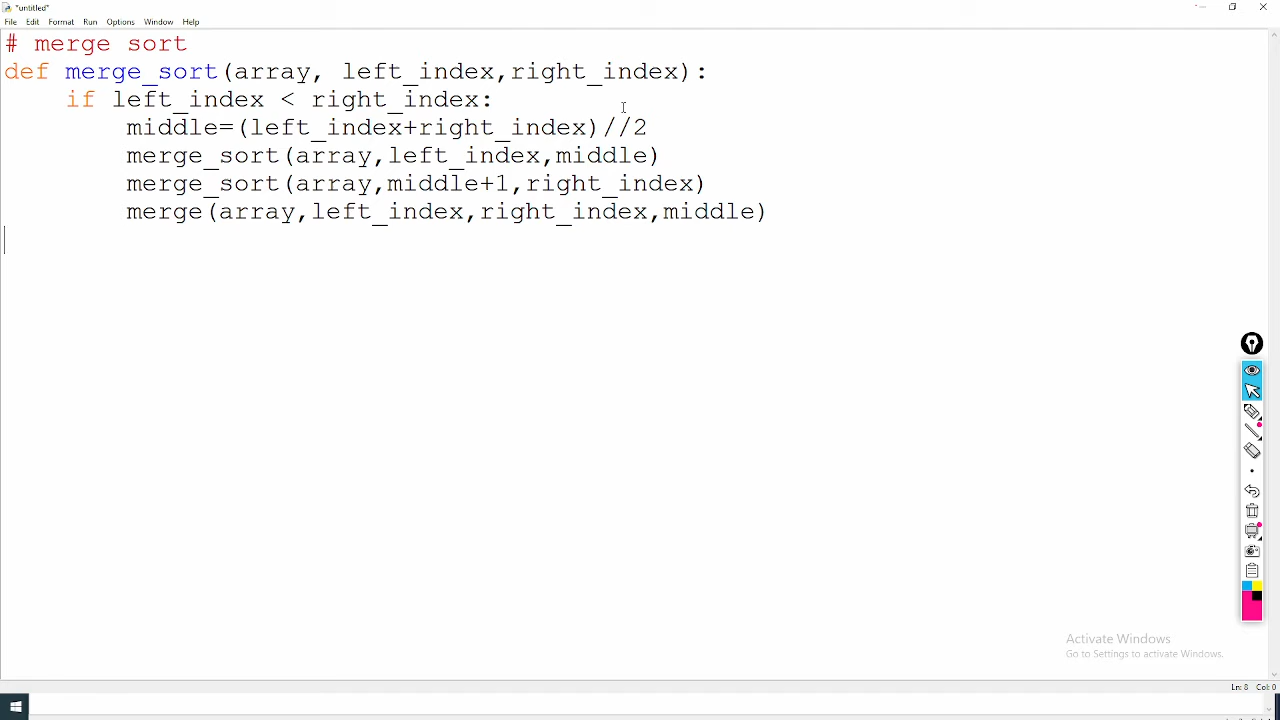 *untitled*
File Edit Format Run Options Window Help
# merge sort
def merge_sort(array, left_index,right_index):
    if left_index < right_index:
        middle=(left_index+right_index)//2
        merge_sort(array,left_index,middle)
        merge_sort(array,middle+1,right_index)
        merge(array,left_index,right_index,middle)
Activate Windows
Go to Settings to activate Windows.
Ln: 8 Col: 0